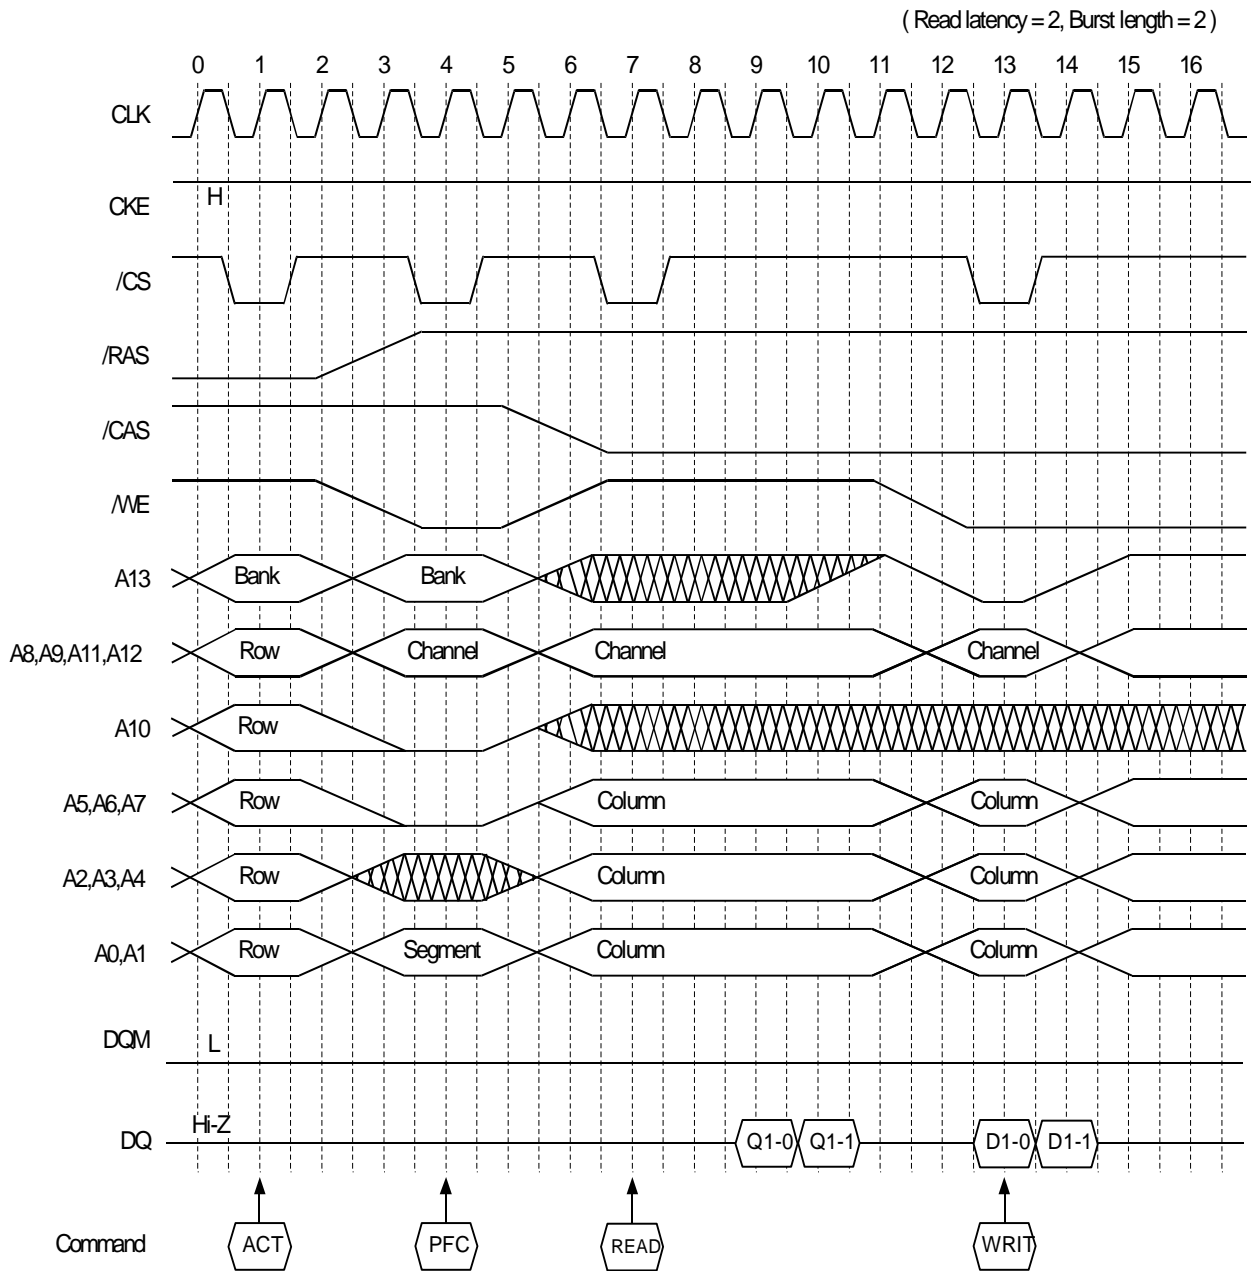 ( Read latency = 2, Burst length = 2 )
0 1 2 3 4 5 6 7 8 9 10 11 12 13 14 15 16
CLK
H
CKE
/CS
/RAS
/CAS
/WE
A13 Bank Bank
A8,A9,A11,A12 Row Channel Channel Channel
A10 Row
A5,A6,A7 Row Column Column
A2,A3,A4 Row Column Column
A0,A1 Row Segment Column Column
DQM L
Hi-Z
DQ Q1-0 Q1-1 D1-0 D1-1
Command ACT PFC READ WRIT